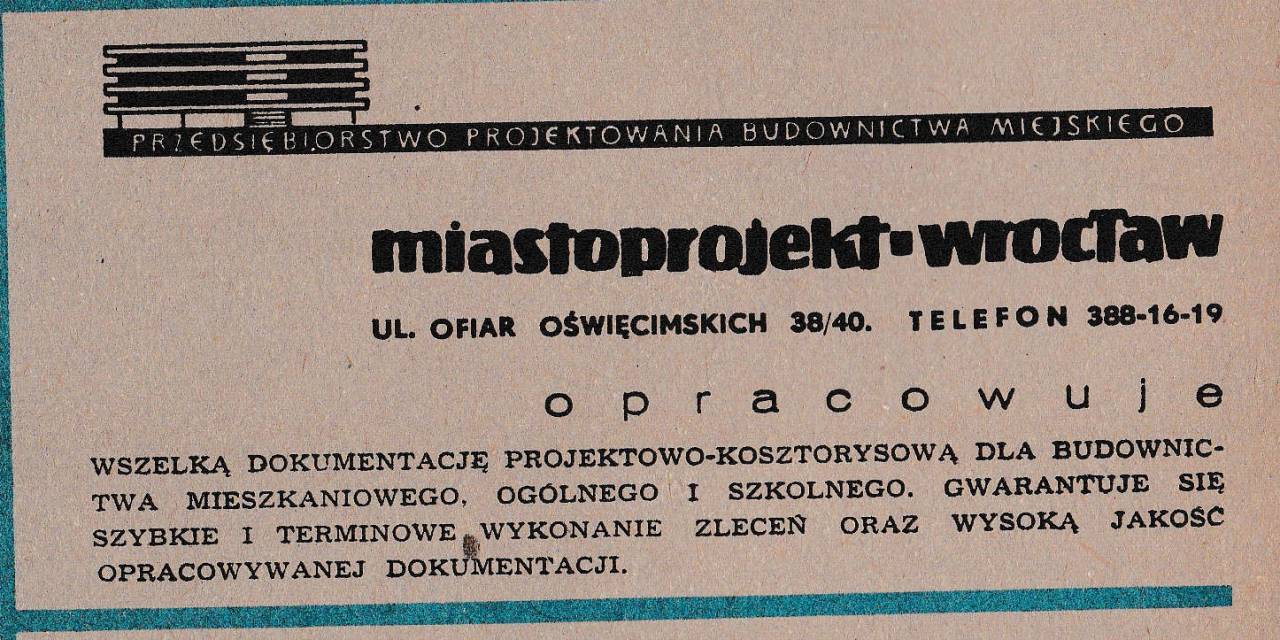 PRZEDSIĘBIORSTWO PROJEKTOWANIA BUDOWNICTWA MIEJSKIEGO
miastoprojekt-wrocław
UL. OFIAR OŚWIĘCIMSKICH 38/40. TELEFON 388-16-19
opracowuje
WSZELKĄ DOKUMENTACJĘ PROJEKTOWO-KOSZTORYSOWĄ DLA BUDOWNIC-
TWA MIESZKANIOWEGO, OGÓLNEGO I SZKOLNEGO. GWARANTUJE SIĘ
SZYBKIE I TERMINOWE WYKONANIE ZLECEŃ ORAZ WYSOKĄ JAKOŚĆ
OPRACOWYWANEJ DOKUMENTACJI.